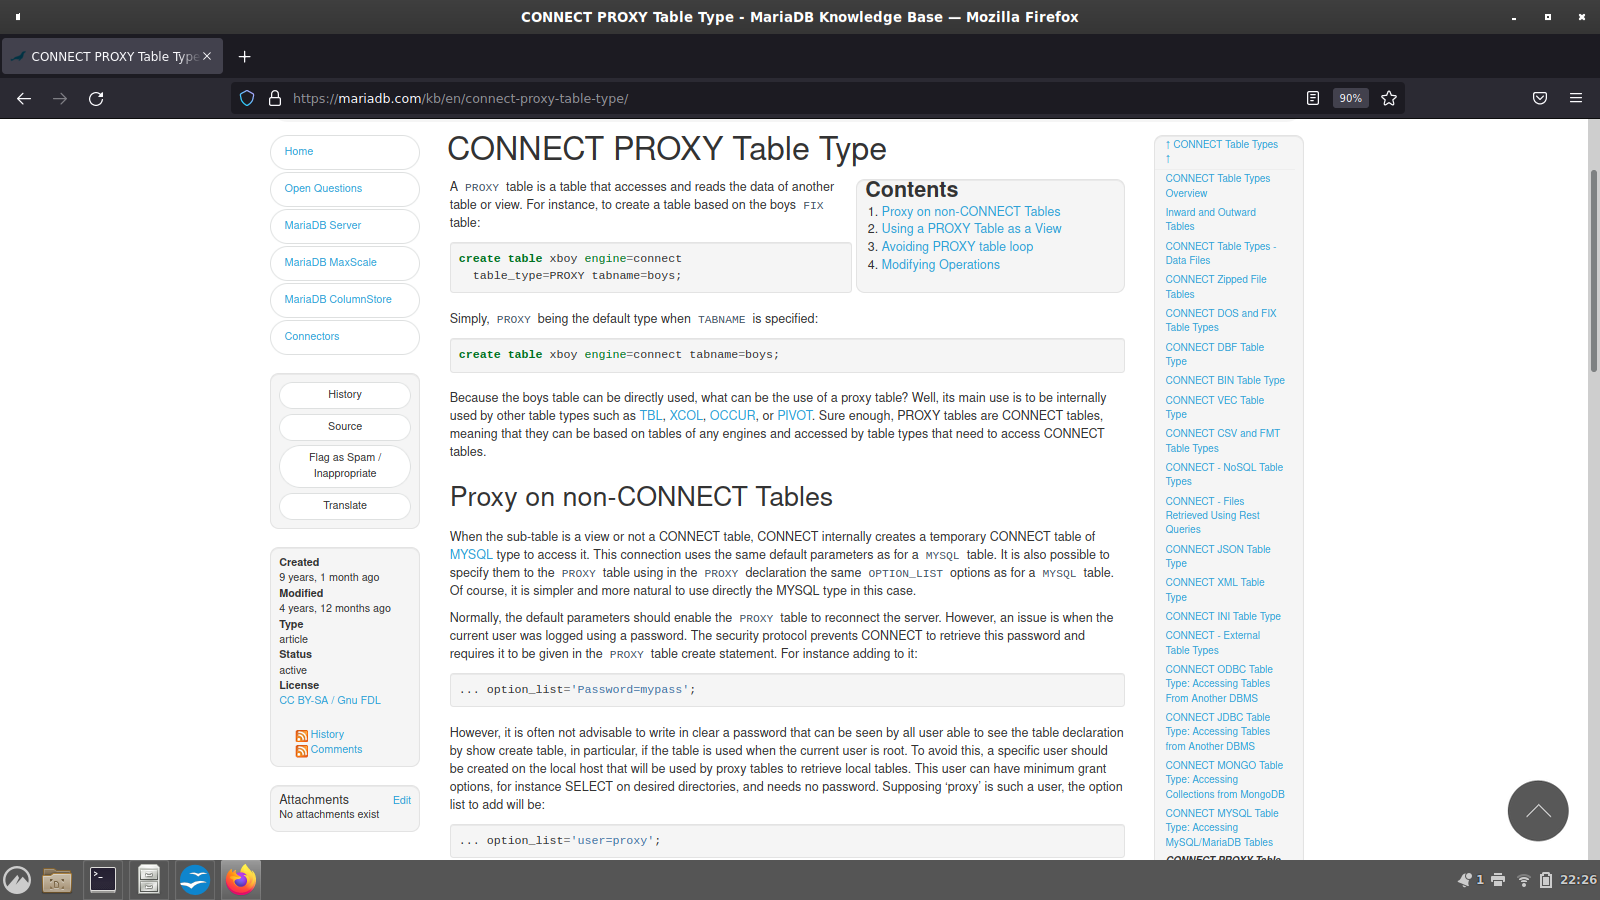 CONNECT PROXY Table Type - MariaDB Knowledge Base — Mozilla Firefox
CONNECT PROXY Table Type
https://mariadb.com/kb/en/connect-proxy-table-type/
90%
Home
Open Questions
MariaDB Server
MariaDB MaxScale
MariaDB ColumnStore
Connectors
History
Source
Flag as Spam /
Inappropriate
Translate
Created
9 years, 1 month ago
Modified
4 years, 12 months ago
Type
article
Status
active
License
CC BY-SA / Gnu FDL
History
Comments
Attachments Edit
No attachments exist
CONNECT PROXY Table Type
A PROXY table is a table that accesses and reads the data of another
table or view. For instance, to create a table based on the boys FIX
table:
create table xboy engine=connect
table_type=PROXY tabname=boys;
Contents
1. Proxy on non-CONNECT Tables
2. Using a PROXY Table as a View
3. Avoiding PROXY table loop
4. Modifying Operations
Simply, PROXY being the default type when TABNAME is specified:
create table xboy engine=connect tabname=boys;
Because the boys table can be directly used, what can be the use of a proxy table? Well, its main use is to be internally
used by other table types such as TBL, XCOL, OCCUR, or PIVOT. Sure enough, PROXY tables are CONNECT tables,
meaning that they can be based on tables of any engines and accessed by table types that need to access CONNECT
tables.
Proxy on non-CONNECT Tables
When the sub-table is a view or not a CONNECT table, CONNECT internally creates a temporary CONNECT table of
MYSQL type to access it. This connection uses the same default parameters as for a MYSQL table. It is also possible to
specify them to the PROXY table using in the PROXY declaration the same OPTION_LIST options as for a MYSQL table.
Of course, it is simpler and more natural to use directly the MYSQL type in this case.
Normally, the default parameters should enable the PROXY table to reconnect the server. However, an issue is when the
current user was logged using a password. The security protocol prevents CONNECT to retrieve this password and
requires it to be given in the PROXY table create statement. For instance adding to it:
... option_list='Password=mypass';
However, it is often not advisable to write in clear a password that can be seen by all user able to see the table declaration
by show create table, in particular, if the table is used when the current user is root. To avoid this, a specific user should
be created on the local host that will be used by proxy tables to retrieve local tables. This user can have minimum grant
options, for instance SELECT on desired directories, and needs no password. Supposing ‘proxy’ is such a user, the option
list to add will be:
... option_list='user=proxy';
↑ CONNECT Table Types
↑
CONNECT Table Types
Overview
Inward and Outward
Tables
CONNECT Table Types -
Data Files
CONNECT Zipped File
Tables
CONNECT DOS and FIX
Table Types
CONNECT DBF Table
Type
CONNECT BIN Table Type
CONNECT VEC Table
Type
CONNECT CSV and FMT
Table Types
CONNECT - NoSQL Table
Types
CONNECT - Files
Retrieved Using Rest
Queries
CONNECT JSON Table
Type
CONNECT XML Table
Type
CONNECT INI Table Type
CONNECT - External
Table Types
CONNECT ODBC Table
Type: Accessing Tables
From Another DBMS
CONNECT JDBC Table
Type: Accessing Tables
from Another DBMS
CONNECT MONGO Table
Type: Accessing
Collections from MongoDB
CONNECT MYSQL Table
Type: Accessing
MySQL/MariaDB Tables
CONNECT PROXY Table
1
22:26